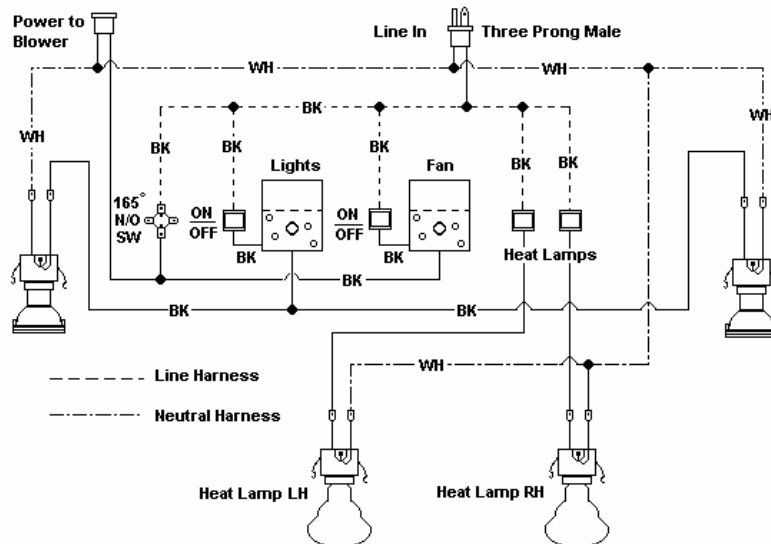 Power to
Blower
Line In
Three Prong Male
WH
WH
WH
WH
BK
BK
BK
BK
BK
BK
Lights
Fan
165°
N/O
SW
ON
OFF
ON
OFF
BK
BK
Heat Lamps
BK
BK
BK
BK
Line Harness
WH
Neutral Harness
Heat Lamp LH
Heat Lamp RH